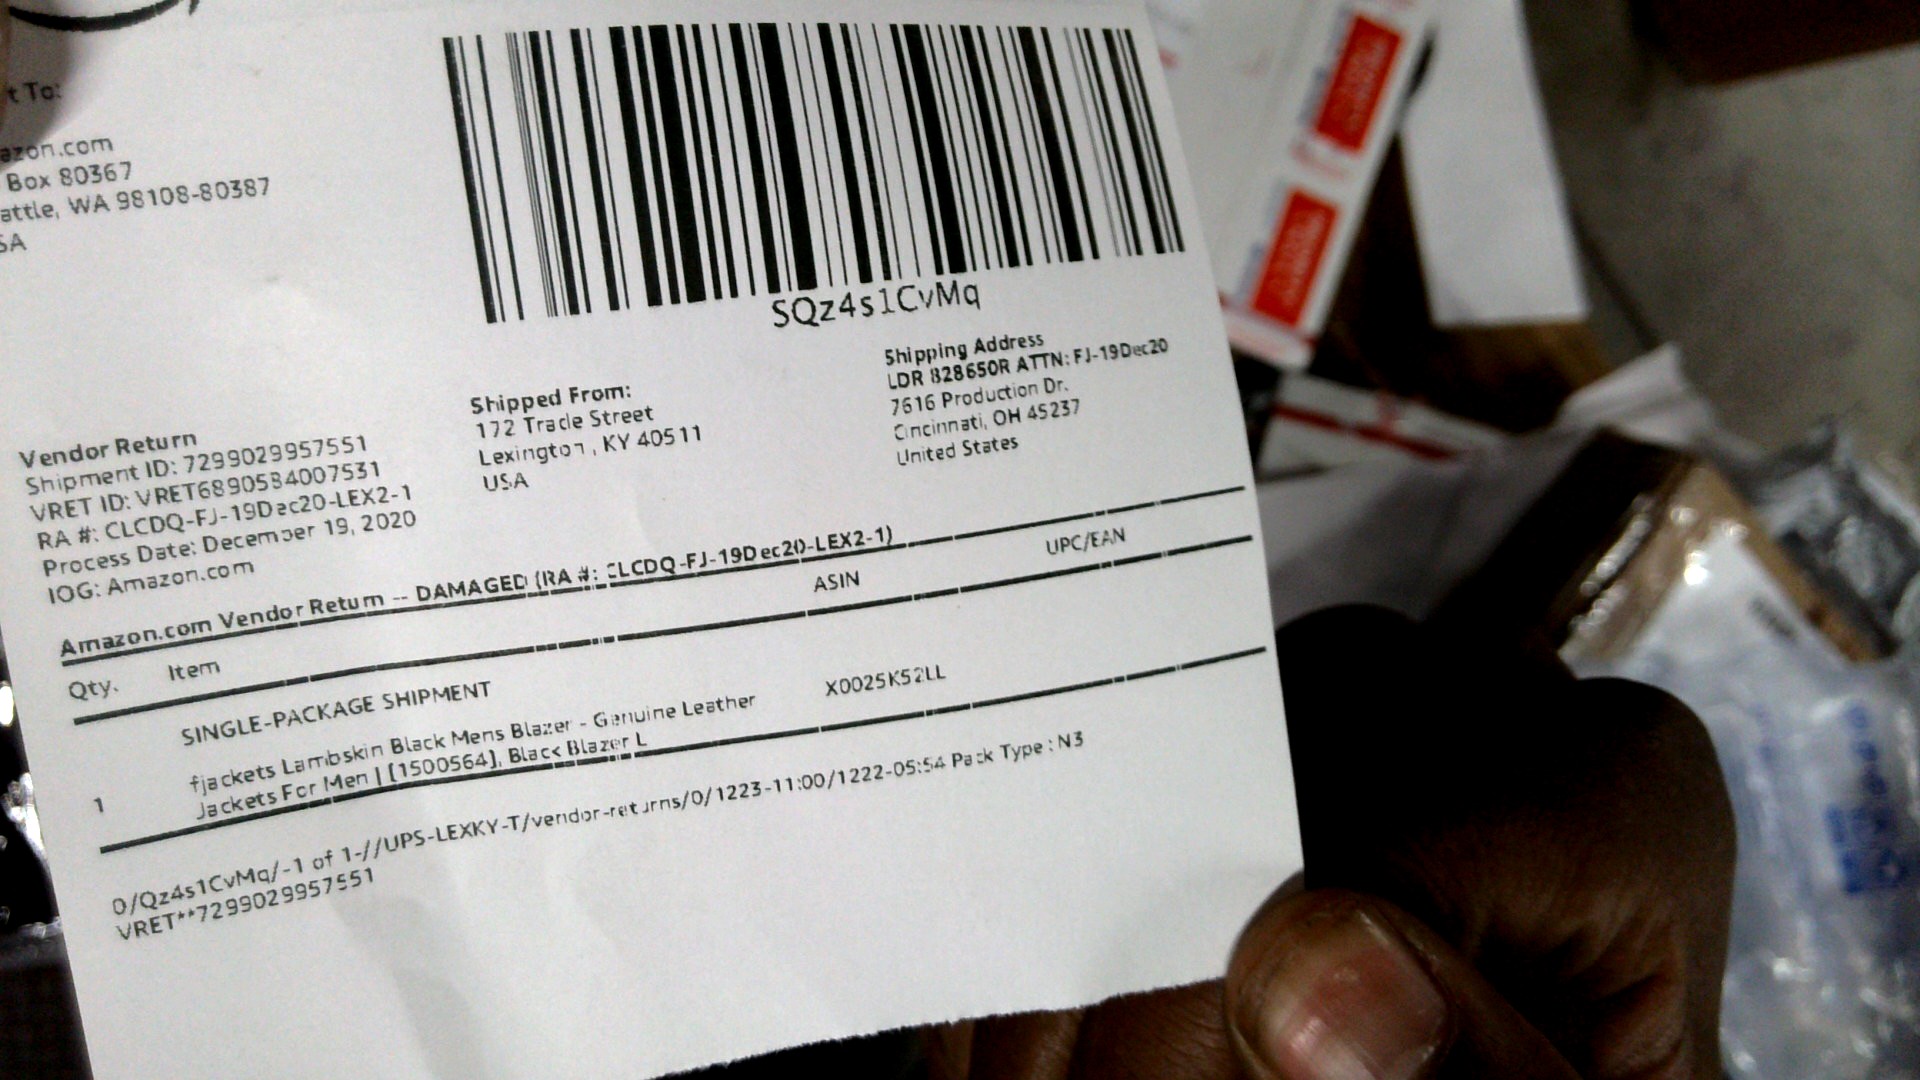 t To:
azon.com
Box 80367
attle, WA 98108-80387
SA
SQz4s1CvMq
Vendor Return
Shipment ID: 7299029957551
VRET ID: VRET6890584007531
RA #: CLCDQ-FJ-19Dec20-LEX2-1
Process Date: December 19, 2020
IOG: Amazon.com
Shipped From:
172 Trade Street
Lexington, KY 40511
USA
Shipping Address
LDR 828650R ATTN: FJ-19Dec20
7616 Production Dr.
Cincinnati, OH 45237
United States
Amazon.com Vendor Return -- DAMAGED (RA #: CLCDQ-FJ-19Dec20-LEX2-1)
Qty. Item ASIN UPC/EAN
SINGLE-PACKAGE SHIPMENT
1 fjackets Lambskin Black Mens Blazer - Genuine Leather X0025K52LL
Jackets For Men | [1500564], Black Blazer L
0/Qz4s1CvMq/-1 of 1-//UPS-LEXKY-T/vendor-returns/0/1223-11:00/1222-05:54 Pack Type : N3
VRET**7299029957551